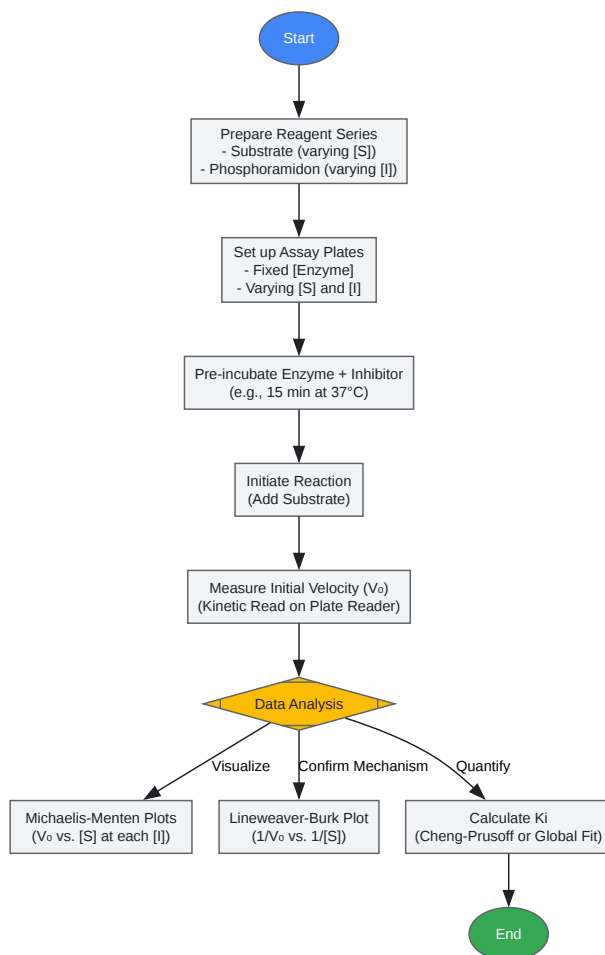 Start
Prepare Reagent Series
- Substrate (varying [S])
- Phosphoramidon (varying [I])
Set up Assay Plates
- Fixed [Enzyme]
- Varying [S] and [I]
Pre-incubate Enzyme + Inhibitor
(e.g., 15 min at 37°C)
Initiate Reaction
(Add Substrate)
Measure Initial Velocity (V₀)
(Kinetic Read on Plate Reader)
Data Analysis
Visualize
Confirm Mechanism
Quantify
Michaelis-Menten Plots
(V₀ vs. [S] at each [I])
Lineweaver-Burk Plot
(1/V₀ vs. 1/[S])
Calculate Ki
(Cheng-Prusoff or Global Fit)
End